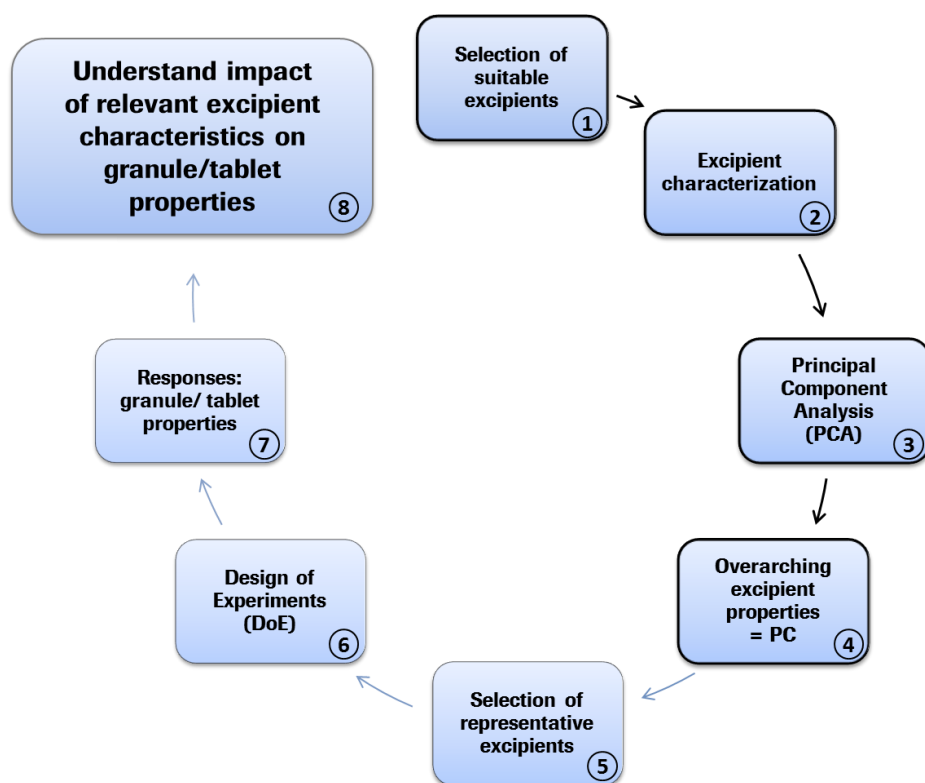 Selection of
suitable
excipients
1
Excipient
characterization
2
Principal
Component
Analysis
(PCA)
3
Overarching
excipient
properties
= PC
4
Selection of
representative
excipients
5
Design of
Experiments
(DoE)
6
Responses:
granule/ tablet
properties
7
Understand impact
of relevant excipient
characteristics on
granule/tablet
properties
8